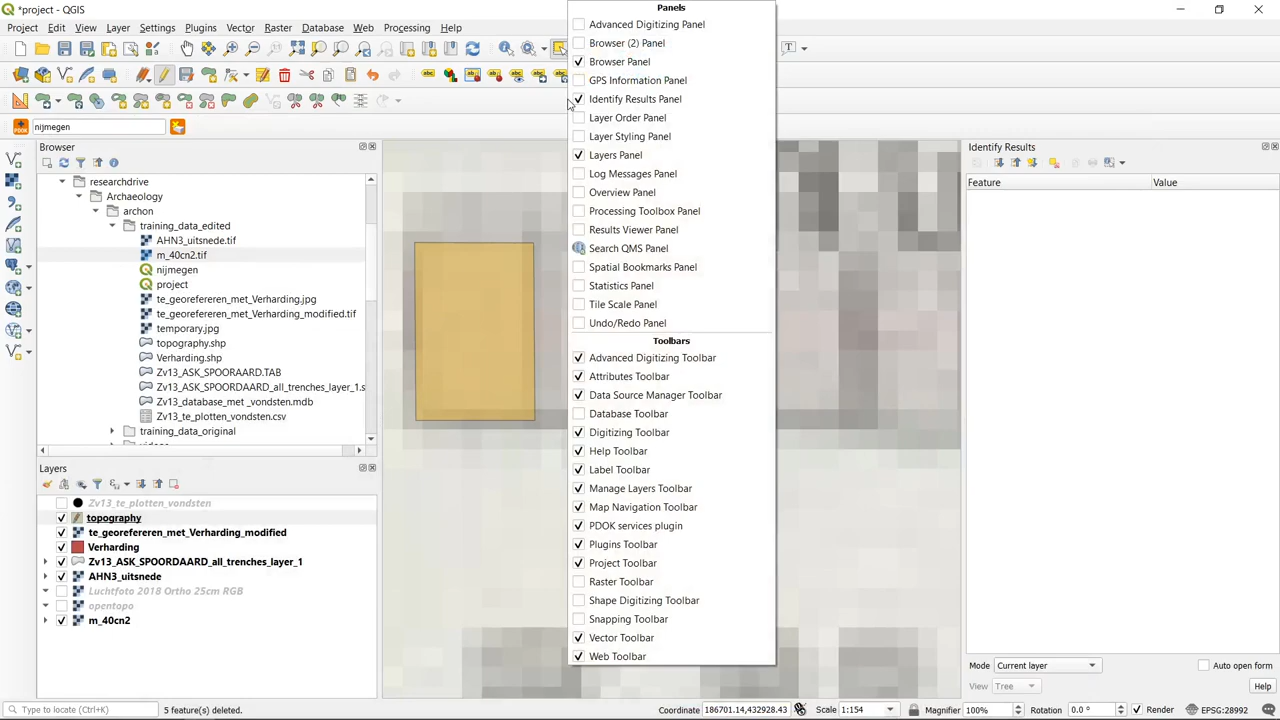 *project - QGIS
Project Edit View Layer Settings Plugins Vector Raster Database Web Processing Help
nijmegen
Browser
researchdrive
Archaeology
archon
training_data_edited
AHN3_uitsnede.tif
m_40cn2.tif
nijmegen
project
te_georefereren_met_Verharding.jpg
te_georefereren_met_Verharding_modified.tif
temporary.jpg
topography.shp
Verharding.shp
Zv13_ASK_SPOORAARD.TAB
Zv13_ASK_SPOORDAARD_all_trenches_layer_1.s
Zv13_database_met _vondsten.mdb
Zv13_te_plotten_vondsten.csv
training_data_original
Layers
Zv13_te_plotten_vondsten
topography
te_georefereren_met_Verharding_modified
Verharding
Zv13_ASK_SPOORDAARD_all_trenches_layer_1
AHN3_uitsnede
Luchtfoto 2018 Ortho 25cm RGB
opentopo
m_40cn2
Panels
Advanced Digitizing Panel
Browser (2) Panel
Browser Panel
GPS Information Panel
Identify Results Panel
Layer Order Panel
Layer Styling Panel
Layers Panel
Log Messages Panel
Overview Panel
Processing Toolbox Panel
Results Viewer Panel
Search QMS Panel
Spatial Bookmarks Panel
Statistics Panel
Tile Scale Panel
Undo/Redo Panel
Toolbars
Advanced Digitizing Toolbar
Attributes Toolbar
Data Source Manager Toolbar
Database Toolbar
Digitizing Toolbar
Help Toolbar
Label Toolbar
Manage Layers Toolbar
Map Navigation Toolbar
PDOK services plugin
Plugins Toolbar
Project Toolbar
Raster Toolbar
Shape Digitizing Toolbar
Snapping Toolbar
Vector Toolbar
Web Toolbar
Identify Results
Feature Value
Mode Current layer Auto open form
View Tree Help
Type to locate (Ctrl+K) 5 feature(s) deleted. Coordinate 186701.14,432928.43 Scale 1:154 Magnifier 100% Rotation 0.0 ° Render EPSG:28992